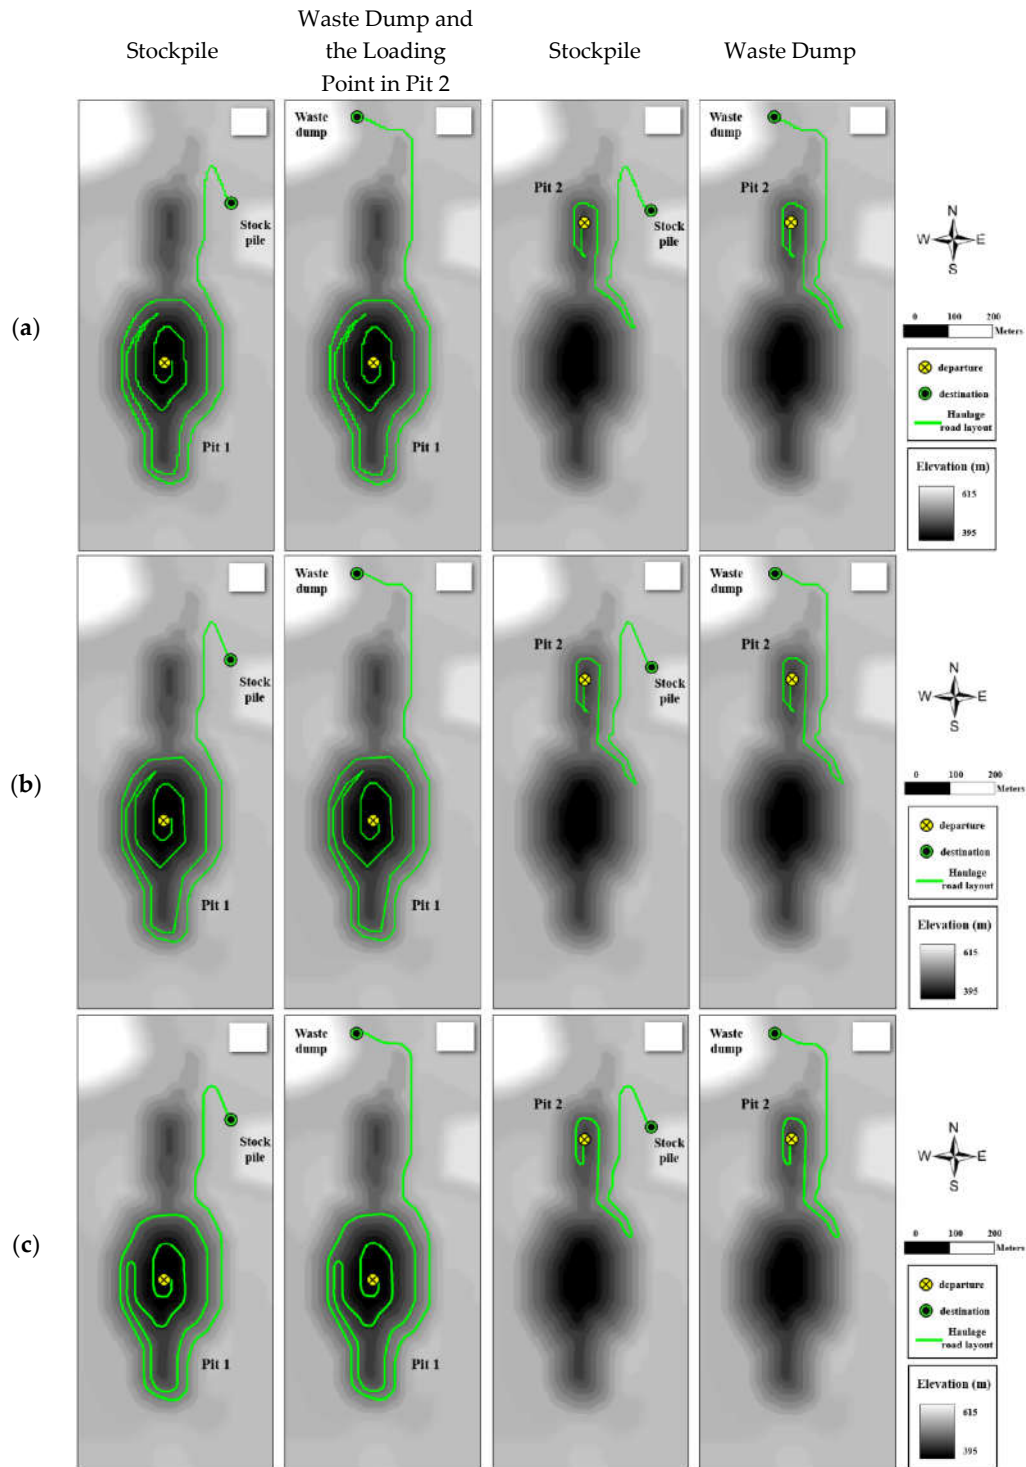 Stockpile
Waste Dump and
the Loading
Point in Pit 2
Stockpile
Waste Dump
(a)
Stock
pile
Pit 1
Waste
dump
Pit 1
Pit 2
Stock
pile
Waste
dump
Pit 2
N
W E
S
0 100 200
Meters
departure
destination
Haulage
road layout
Elevation (m)
615
395
(b)
Stock
pile
Pit 1
Waste
dump
Pit 1
Pit 2
Stock
pile
Waste
dump
Pit 2
N
W E
S
0 100 200
Meters
departure
destination
Haulage
road layout
Elevation (m)
615
395
(c)
Stock
pile
Pit 1
Waste
dump
Pit 1
Pit 2
Stock
pile
Waste
dump
Pit 2
N
W E
S
0 100 200
Meters
departure
destination
Haulage
road layout
Elevation (m)
615
395